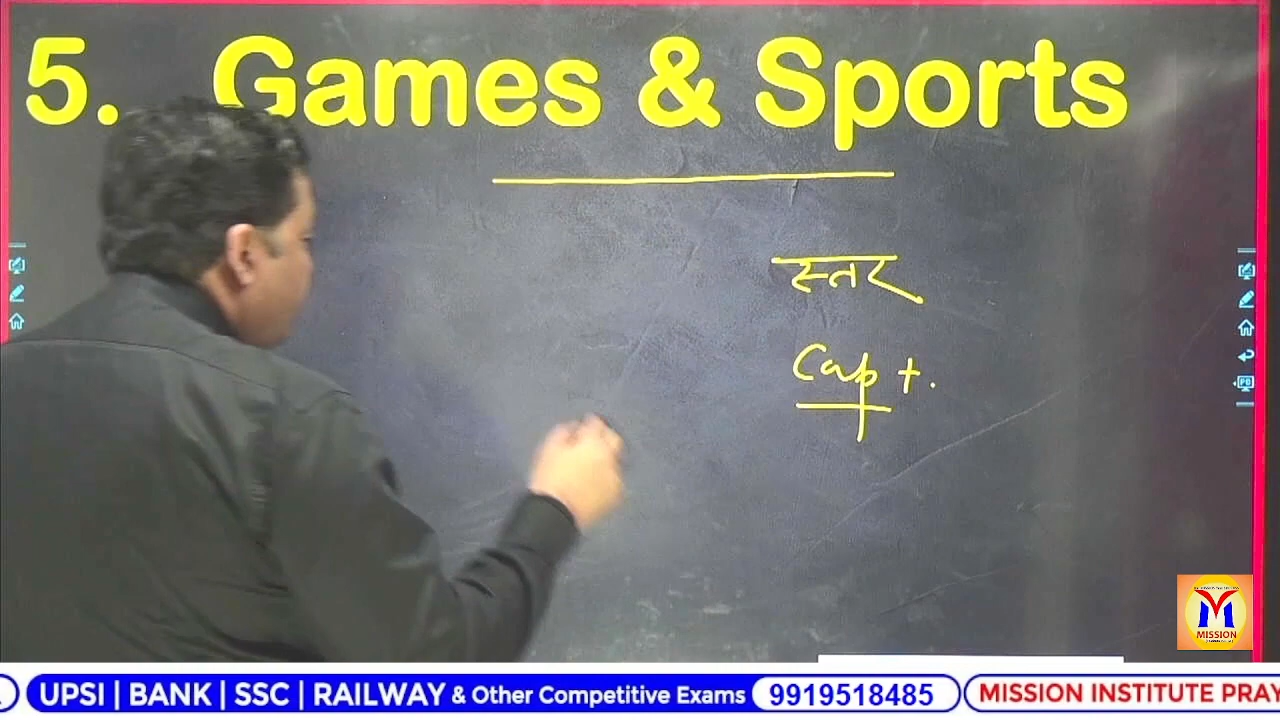 5. Games & Sports
स्तर
Capt.
UPSI | BANK | SSC | RAILWAY & Other Competitive Exams 9919518485 MISSION INSTITUTE PRAY
MISSION